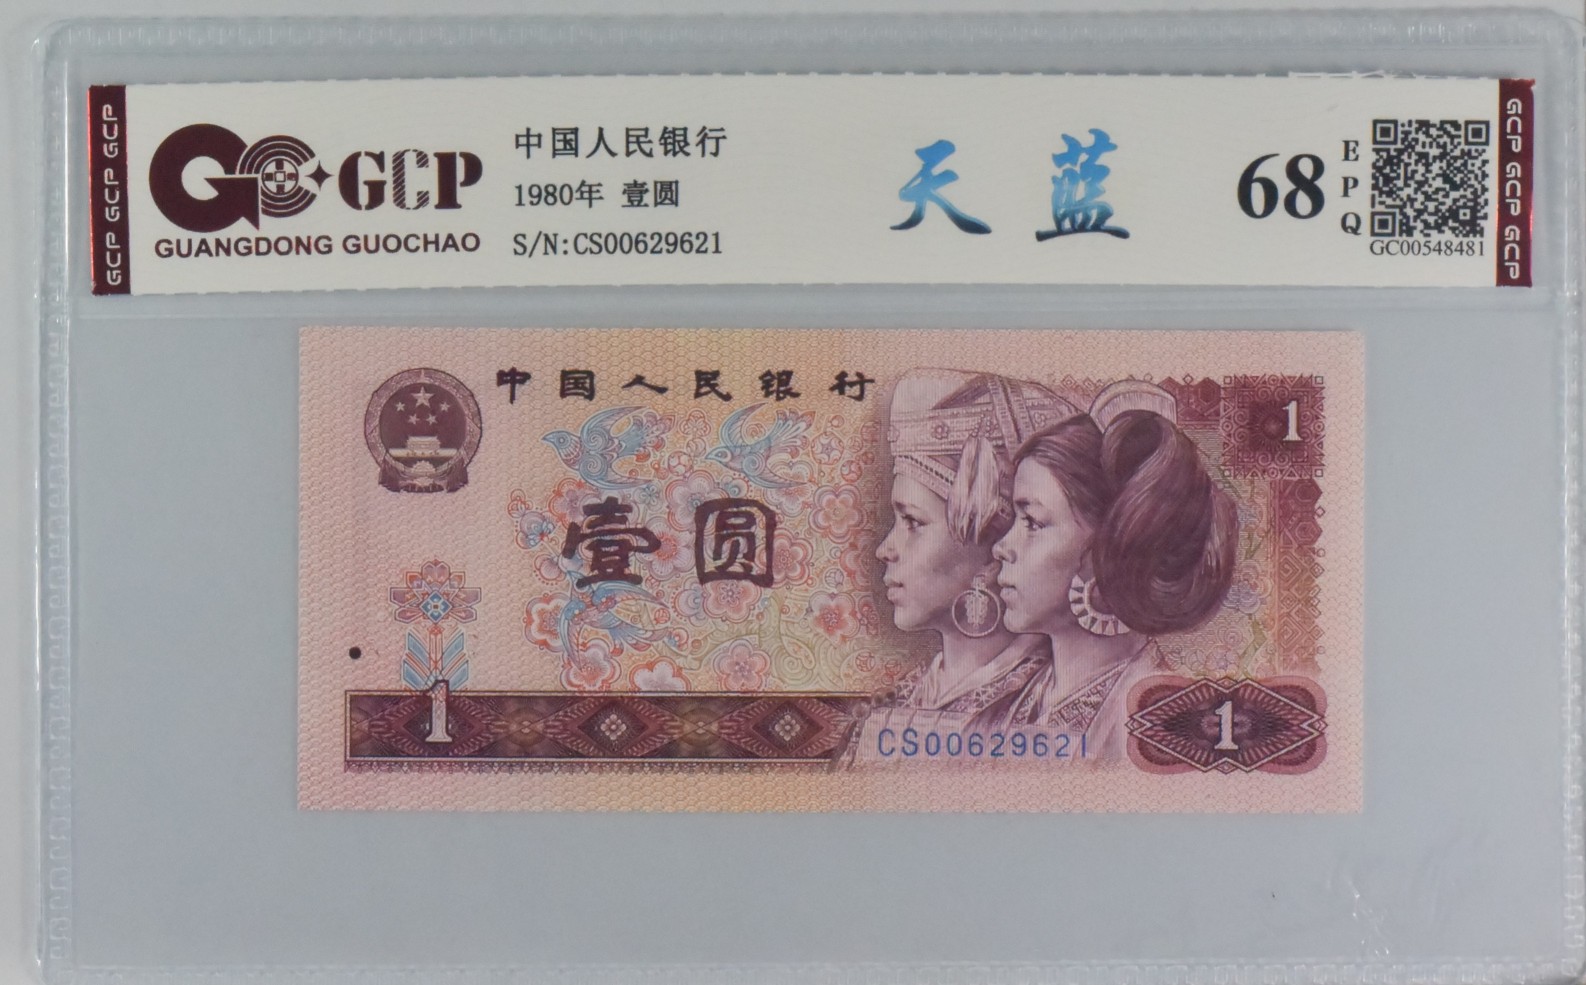 GCP GCP GCP
GCP
GUANGDONG GUOCHAO
中国人民银行
1980年 壹圆
S/N:CS00629621
天蓝
68
EPQ
GC00548481
GCP GCP GCP
中国人民银行
1
壹圆
1
CS00629621
1